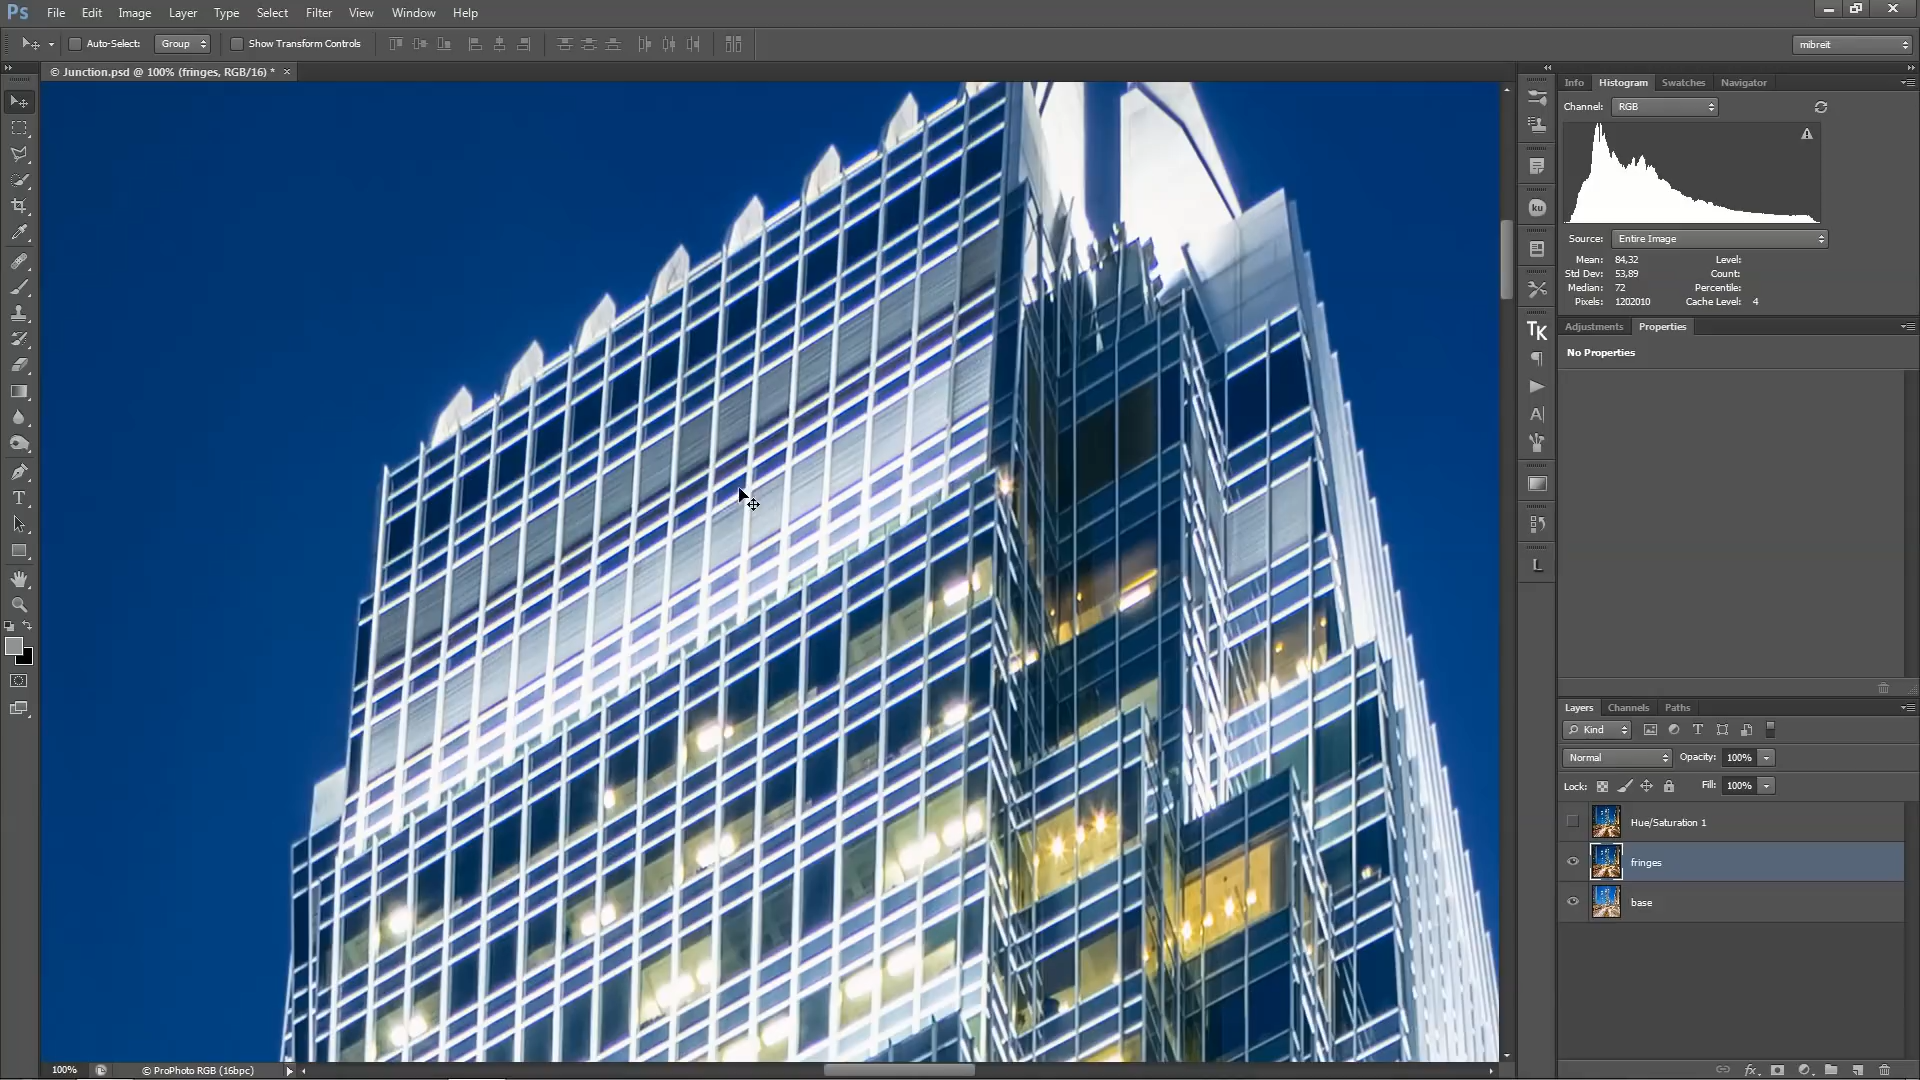 Ps File Edit Image Layer Type Select Filter View Window Help
Auto-Select: Group Show Transform Controls mibreit
© Junction.psd @ 100% (fringes, RGB/16) * ×
Info Histogram Swatches Navigator
Channel: RGB
Source: Entire Image
Mean: 84,32 Level:
Std Dev: 53,89 Count:
Median: 72 Percentile:
Pixels: 1202010 Cache Level: 4
Adjustments Properties
No Properties
ku
TK
A|
L
T
Layers Channels Paths
Kind T
Normal Opacity: 100%
Lock: Fill: 100%
Hue/Saturation 1
fringes
base
fx
100% © ProPhoto RGB (16bpc)